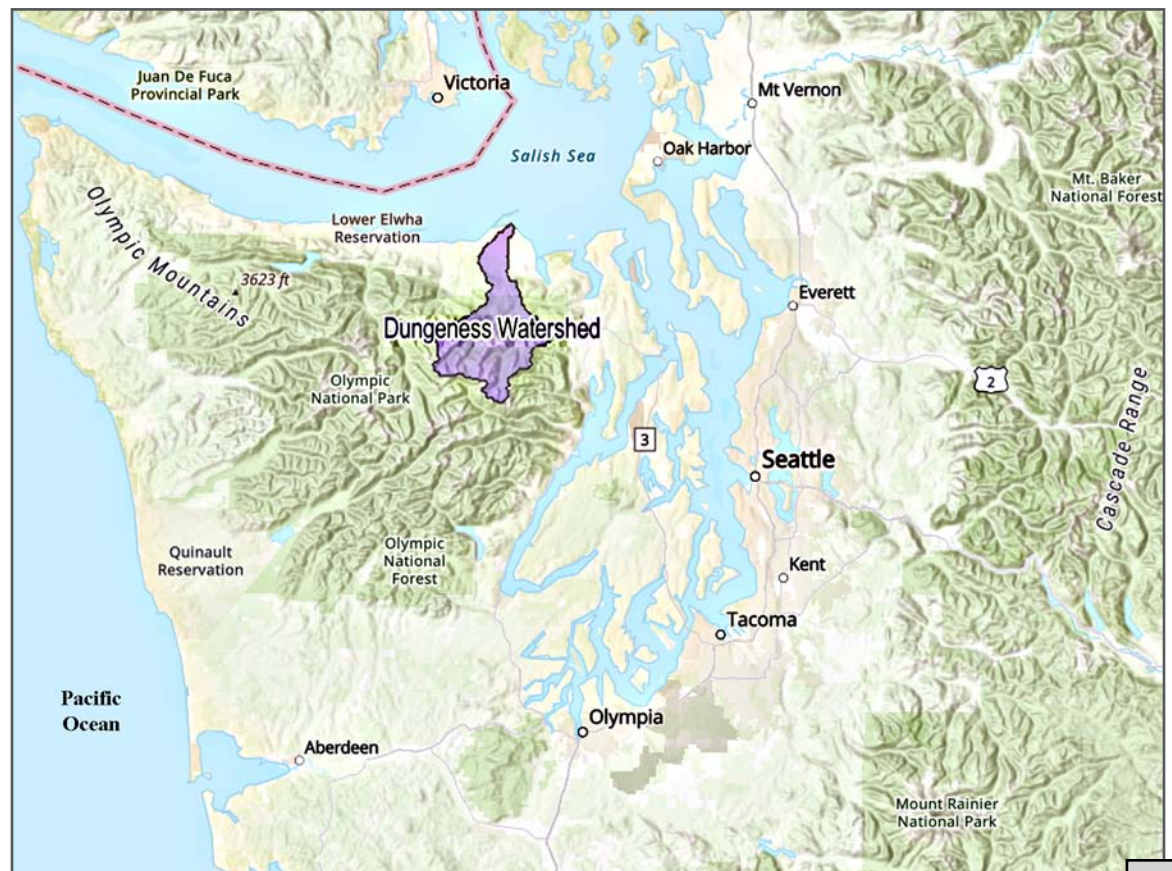 Juan De Fuca
Provincial Park
Victoria
Mt Vernon
Salish Sea
Oak Harbor
Mt. Baker
National Forest
Olympic Mountains
Lower Elwha
Reservation
3623 ft
Everett
Dungeness Watershed
Olympic
National Park
2
Cascade Range
3
Seattle
Quinault
Reservation
Olympic
National
Forest
Kent
Tacoma
Pacific
Ocean
Olympia
Aberdeen
Mount Rainier
National Park